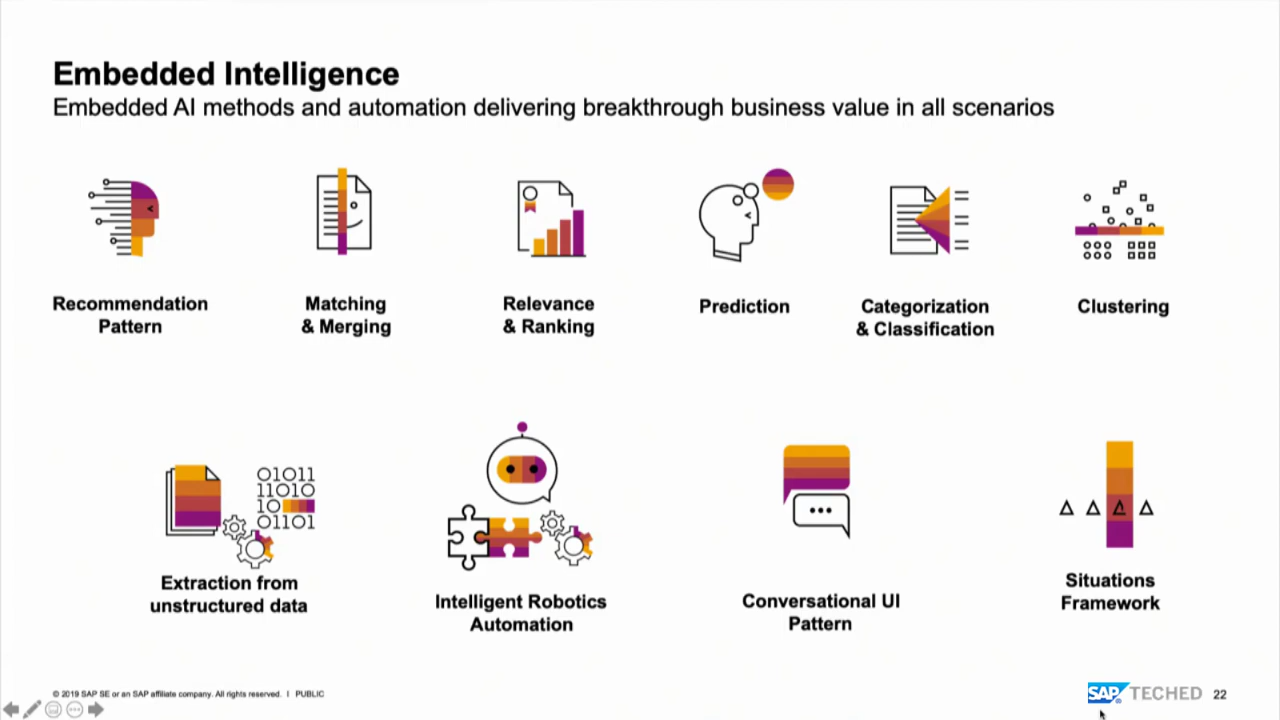 Embedded Intelligence
Embedded AI methods and automation delivering breakthrough business value in all scenarios
Recommendation
Pattern
Matching
& Merging
Relevance
& Ranking
Prediction
Categorization
& Classification
Clustering
01011
11010
10
01101
Extraction from
unstructured data
Intelligent Robotics
Automation
Conversational UI
Pattern
Situations
Framework
© 2019 SAP SE or an SAP affiliate company. All rights reserved. | PUBLIC
SAP TECHED 22